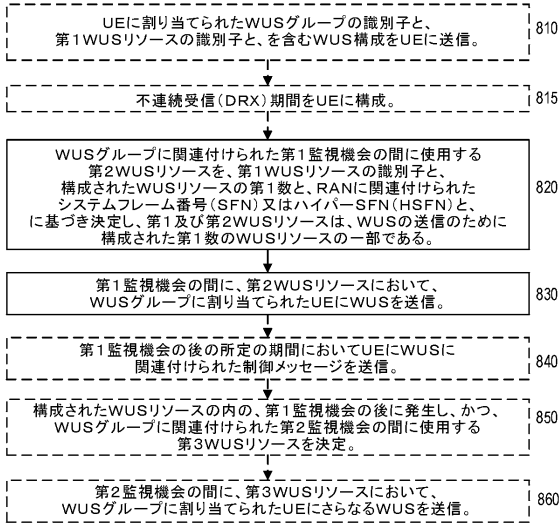 UEに割り当てられたWUSグループの識別子と、
第1WUSリソースの識別子と、を含むWUS構成をUEに送信。
810
不連続受信(DRX)期間をUEに構成。
815
WUSグループに関連付けられた第1監視機会の間に使用する
第2WUSリソースを、第1WUSリソースの識別子と、
構成されたWUSリソースの第1数と、RANに関連付けられた
システムフレーム番号(SFN)又はハイパーSFN(HSFN)と、
に基づき決定し、第1及び第2WUSリソースは、WUSの送信のために
構成された第1数のWUSリソースの一部である。
820
第1監視機会の間に、第2WUSリソースにおいて、
WUSグループに割り当てられたUEにWUSを送信。
830
第1監視機会の後の所定の期間においてUEにWUSに
関連付けられた制御メッセージを送信。
840
構成されたWUSリソースの内の、第1監視機会の後に発生し、かつ、
WUSグループに関連付けられた第2監視機会の間に使用する
第3WUSリソースを決定。
850
第2監視機会の間に、第3WUSリソースにおいて、
WUSグループに割り当てられたUEにさらなるWUSを送信。
860